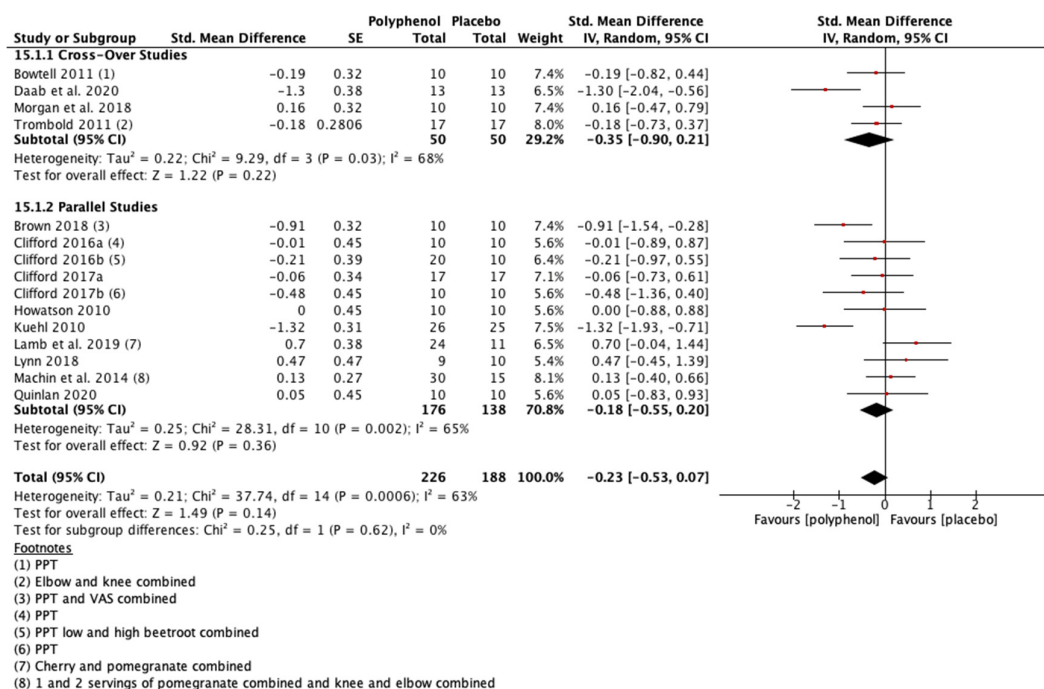 Polyphenol Placebo Std. Mean Difference Std. Mean Difference
Study or Subgroup Std. Mean Difference SE Total Total Weight IV, Random, 95% CI IV, Random, 95% CI
15.1.1 Cross-Over Studies
Bowtell 2011 (1) −0.19 0.32 10 10 7.4% −0.19 [−0.82, 0.44]
Daab et al. 2020 −1.3 0.38 13 13 6.5% −1.30 [−2.04, −0.56]
Morgan et al. 2018 0.16 0.32 10 10 7.4% 0.16 [−0.47, 0.79]
Trombold 2011 (2) −0.18 0.2806 17 17 8.0% −0.18 [−0.73, 0.37]
Subtotal (95% CI) 50 50 29.2% −0.35 [−0.90, 0.21]
Heterogeneity: Tau² = 0.22; Chi² = 9.29, df = 3 (P = 0.03); I² = 68%
Test for overall effect: Z = 1.22 (P = 0.22)
15.1.2 Parallel Studies
Brown 2018 (3) −0.91 0.32 10 10 7.4% −0.91 [−1.54, −0.28]
Clifford 2016a (4) −0.01 0.45 10 10 5.6% −0.01 [−0.89, 0.87]
Clifford 2016b (5) −0.21 0.39 20 10 6.4% −0.21 [−0.97, 0.55]
Clifford 2017a −0.06 0.34 17 17 7.1% −0.06 [−0.73, 0.61]
Clifford 2017b (6) −0.48 0.45 10 10 5.6% −0.48 [−1.36, 0.40]
Howatson 2010 0 0.45 10 10 5.6% 0.00 [−0.88, 0.88]
Kuehl 2010 −1.32 0.31 26 25 7.5% −1.32 [−1.93, −0.71]
Lamb et al. 2019 (7) 0.7 0.38 24 11 6.5% 0.70 [−0.04, 1.44]
Lynn 2018 0.47 0.47 9 10 5.4% 0.47 [−0.45, 1.39]
Machin et al. 2014 (8) 0.13 0.27 30 15 8.1% 0.13 [−0.40, 0.66]
Quinlan 2020 0.05 0.45 10 10 5.6% 0.05 [−0.83, 0.93]
Subtotal (95% CI) 176 138 70.8% −0.18 [−0.55, 0.20]
Heterogeneity: Tau² = 0.25; Chi² = 28.31, df = 10 (P = 0.002); I² = 65%
Test for overall effect: Z = 0.92 (P = 0.36)
Total (95% CI) 226 188 100.0% −0.23 [−0.53, 0.07]
Heterogeneity: Tau² = 0.21; Chi² = 37.74, df = 14 (P = 0.0006); I² = 63%
Test for overall effect: Z = 1.49 (P = 0.14)
Test for subgroup differences: Chi² = 0.25, df = 1 (P = 0.62), I² = 0%
−2 −1 0 1 2
Favours [polyphenol] Favours [placebo]
Footnotes
(1) PPT
(2) Elbow and knee combined
(3) PPT and VAS combined
(4) PPT
(5) PPT low and high beetroot combined
(6) PPT
(7) Cherry and pomegranate combined
(8) 1 and 2 servings of pomegranate combined and knee and elbow combined